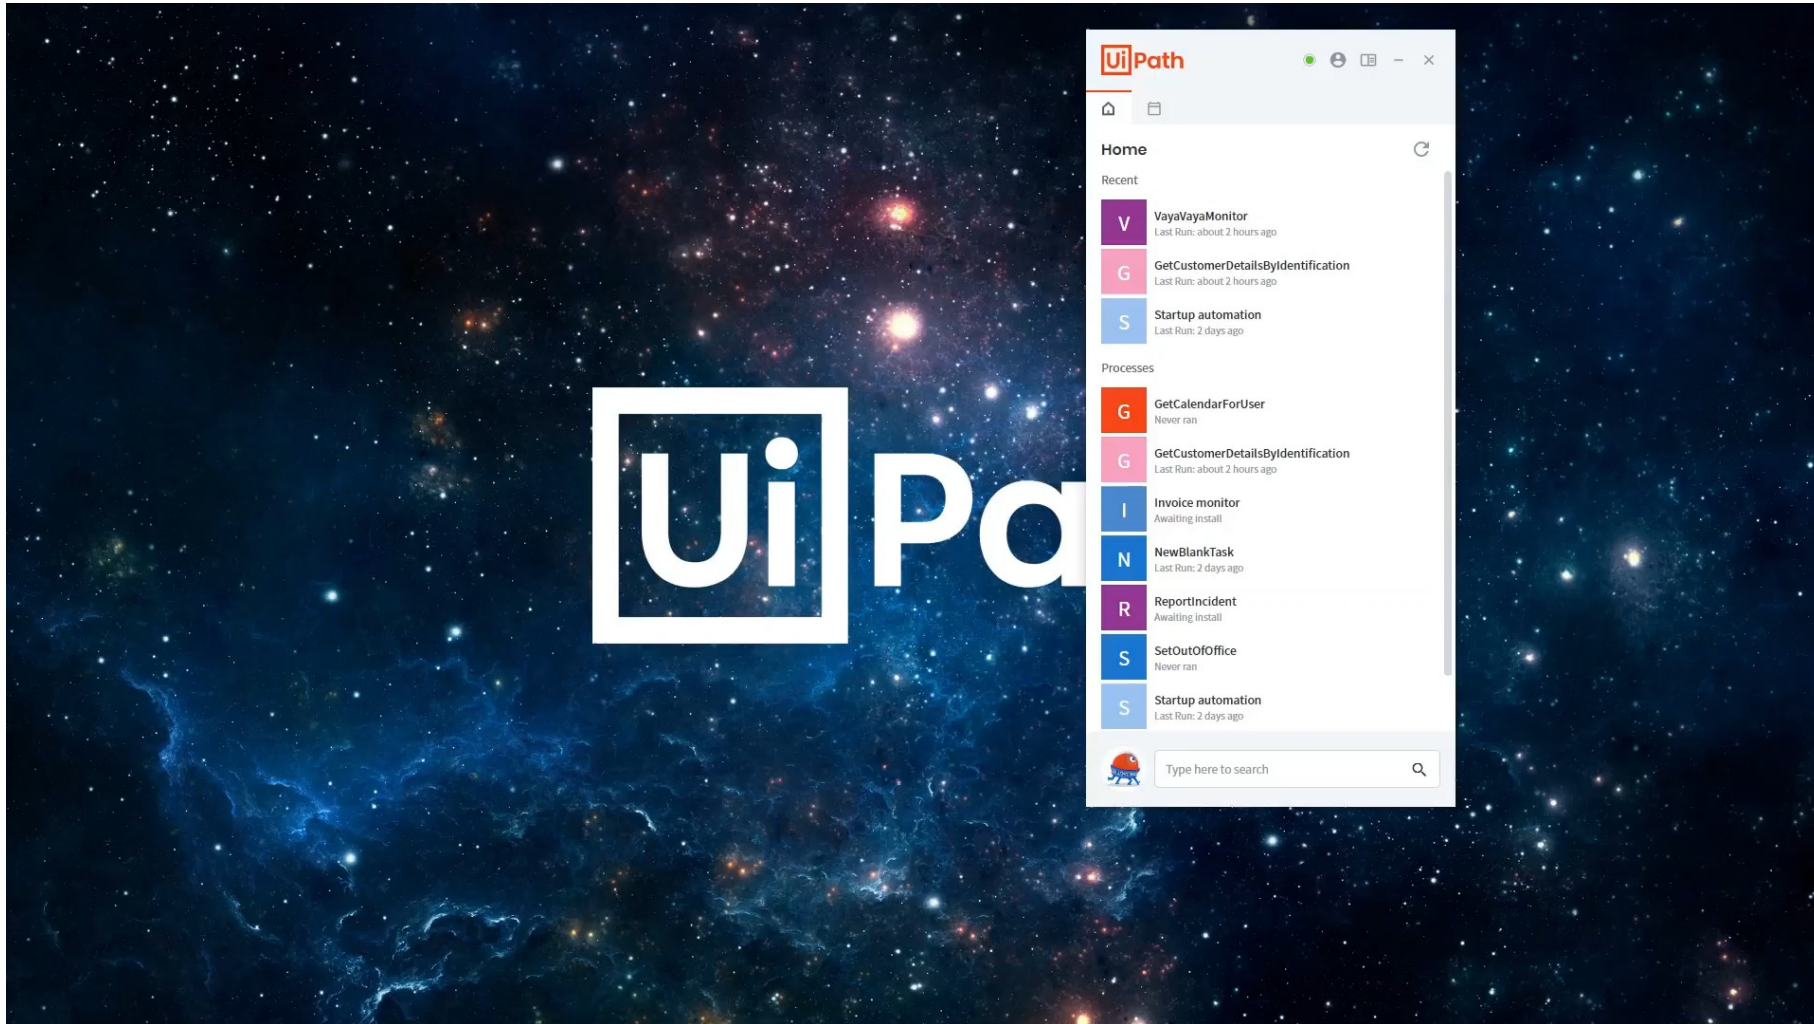 Ui Pa
UiPath
Home
Recent
V
VayaVayaMonitor
Last Run: about 2 hours ago
G
GetCustomerDetailsByIdentification
Last Run: about 2 hours ago
S
Startup automation
Last Run: 2 days ago
Processes
G
GetCalendarForUser
Never ran
G
GetCustomerDetailsByIdentification
Last Run: about 2 hours ago
I
Invoice monitor
Awaiting install
N
NewBlankTask
Last Run: 2 days ago
R
ReportIncident
Awaiting install
S
SetOutOfOffice
Never ran
S
Startup automation
Last Run: 2 days ago
Type here to search